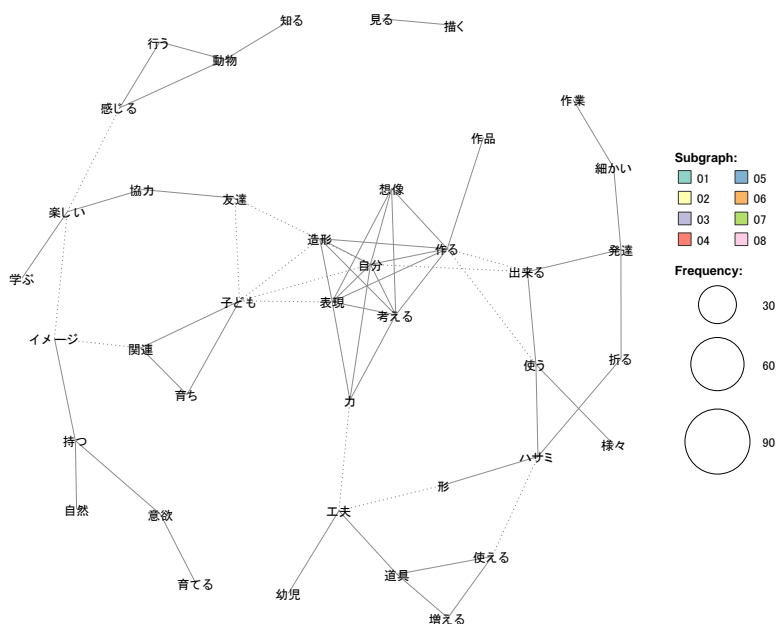 知る
見る
描く
行う
動物
感じる
作業
作品
細かい
協力
友達
想像
楽しい
造形
作る
自分
発達
学ぶ
出来る
子ども
表現
考える
イメージ
関連
使う
折る
育ち
力
持つ
様々
ハサミ
形
自然
意欲
工夫
使える
道具
育てる
幼児
増える
Subgraph:
01 05
02 06
03 07
04 08
Frequency:
30
60
90